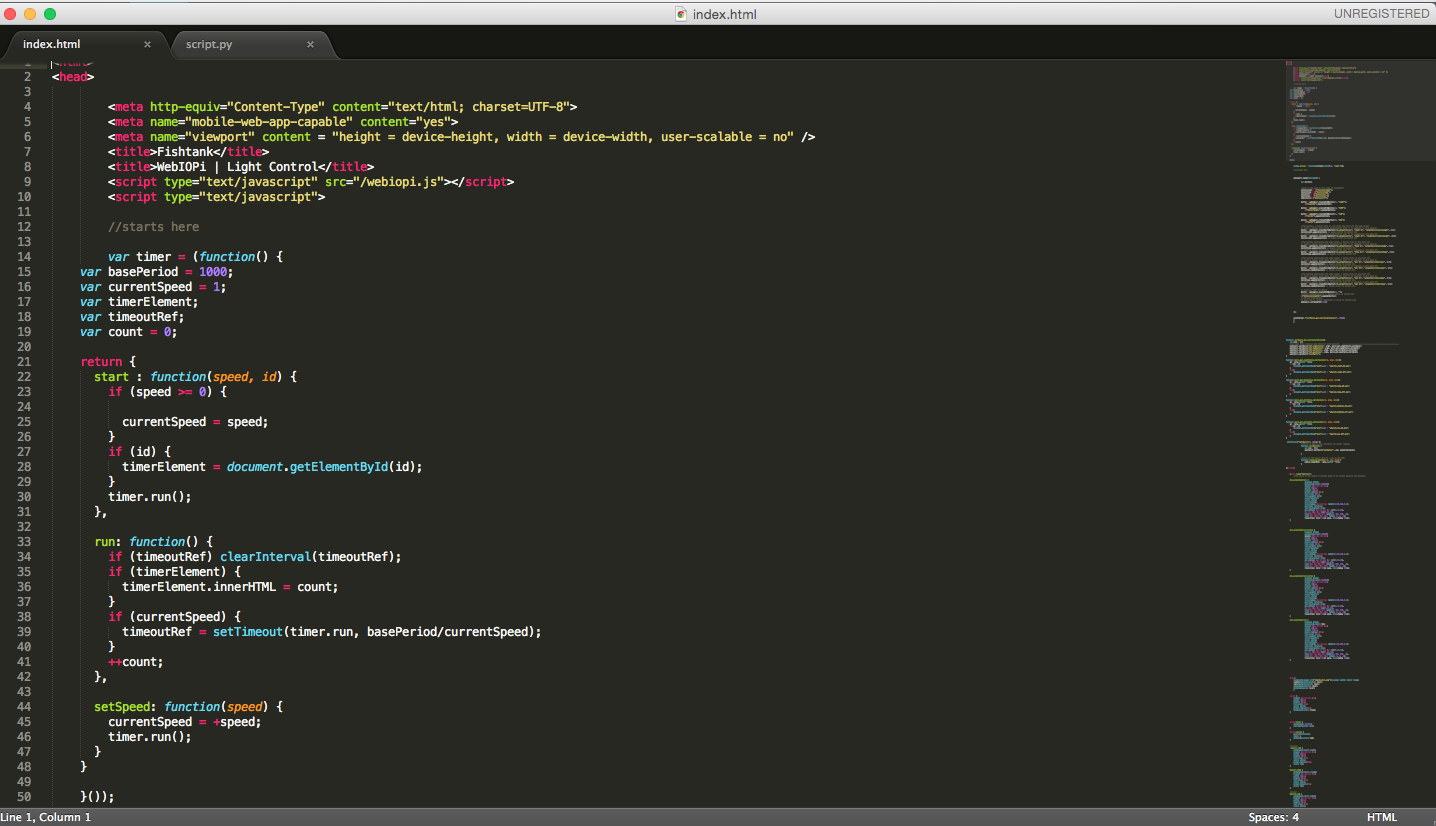 index.html
UNREGISTERED
index.html ×
script.py ×
1 <html>
2 <head>
3
4 <meta http-equiv="Content-Type" content="text/html; charset=UTF-8">
5 <meta name="mobile-web-app-capable" content="yes">
6 <meta name="viewport" content = "height = device-height, width = device-width, user-scalable = no" />
7 <title>Fishtank</title>
8 <title>WebIOPi | Light Control</title>
9 <script type="text/javascript" src="/webiopi.js"></script>
10 <script type="text/javascript">
11
12 //starts here
13
14 var timer = (function() {
15 var basePeriod = 1000;
16 var currentSpeed = 1;
17 var timerElement;
18 var timeoutRef;
19 var count = 0;
20
21 return {
22 start : function(speed, id) {
23 if (speed >= 0) {
24
25 currentSpeed = speed;
26 }
27 if (id) {
28 timerElement = document.getElementById(id);
29 }
30 timer.run();
31 },
32
33 run: function() {
34 if (timeoutRef) clearInterval(timeoutRef);
35 if (timerElement) {
36 timerElement.innerHTML = count;
37 }
38 if (currentSpeed) {
39 timeoutRef = setTimeout(timer.run, basePeriod/currentSpeed);
40 }
41 ++count;
42 },
43
44 setSpeed: function(speed) {
45 currentSpeed = +speed;
46 timer.run();
47 }
48 }
49
50 }());
Line 1, Column 1
Spaces: 4
HTML